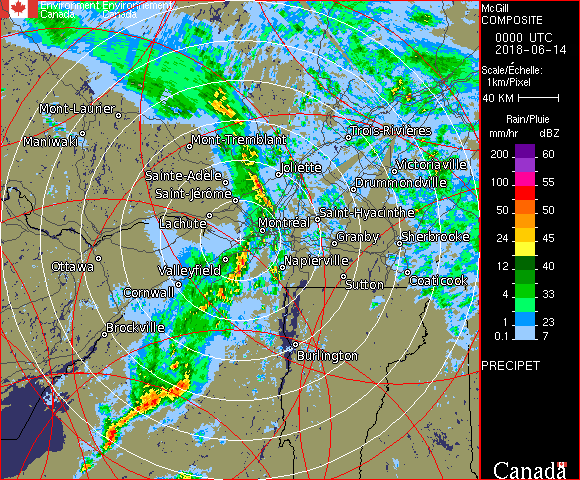 Environment Environnement
Canada Canada
McGill
COMPOSITE
0000 UTC
2018-06-14
Scale/Échelle:
1km/Pixel
40 KM
Rain/Pluie
mm/hr dBZ
200 60
100 55
50 50
24 45
12 40
4 33
1 23
0.1 7
PRECIPET
Canada
Mont-Laurier
Maniwaki
Mont-Tremblant
Trois-Rivières
Joliette
Victoriaville
Sainte-Adèle
Drummondville
Saint-Jérôme
Lachute
Saint-Hyacinthe
Montréal
Granby
Sherbrooke
Ottawa
Valleyfield
Napierville
Cornwall
Sutton
Coaticook
Brockville
Burlington